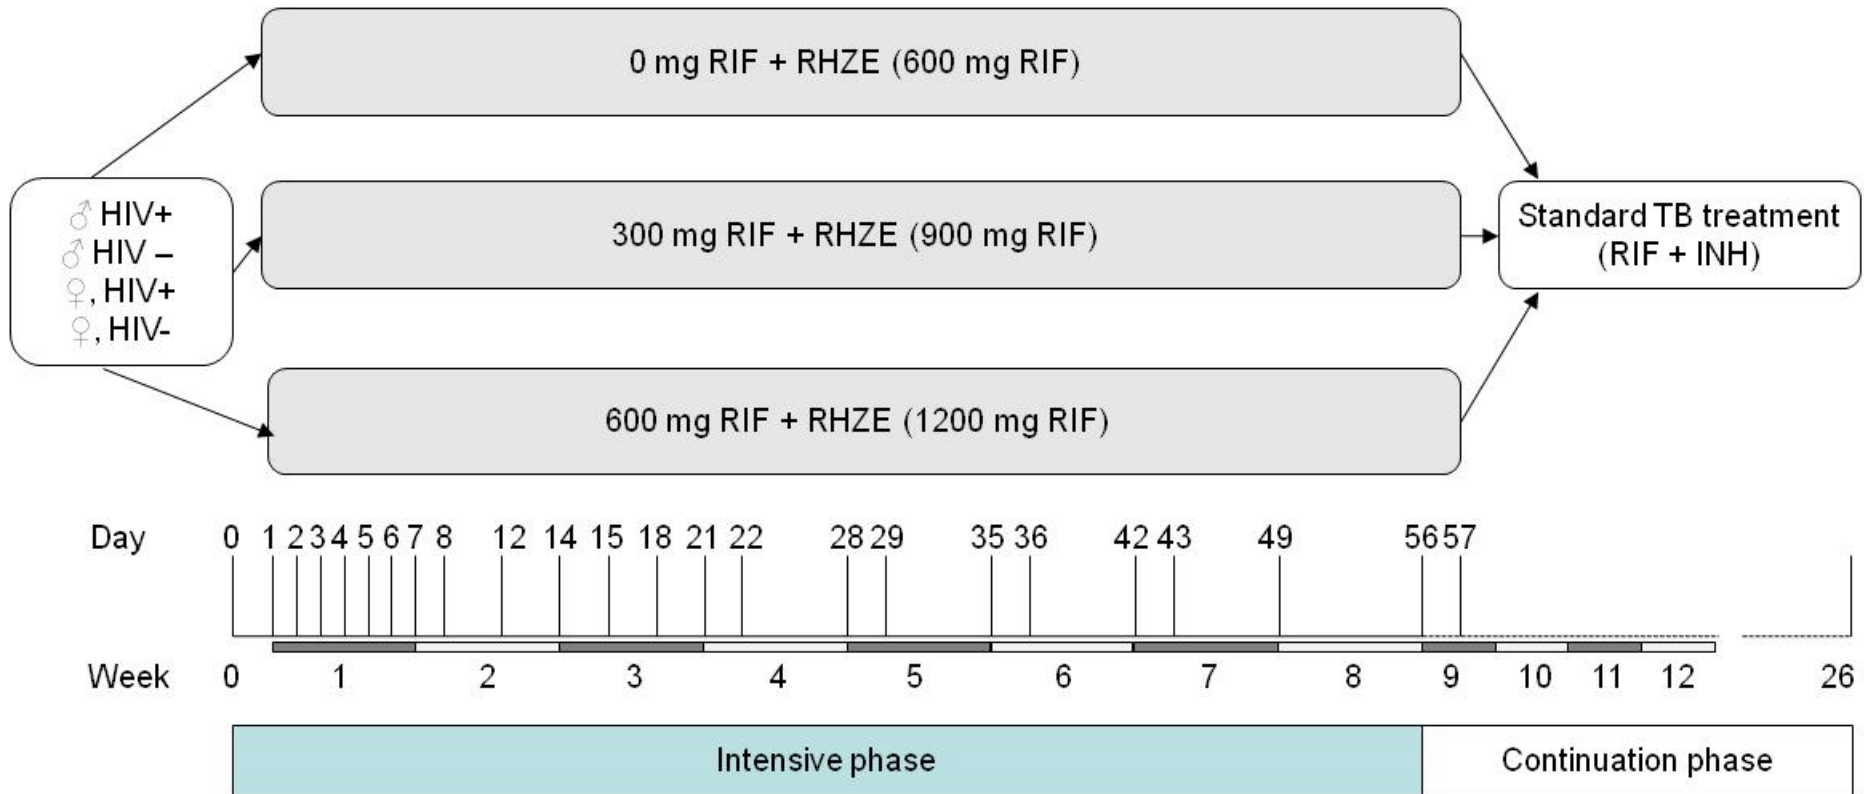 0 mg RIF + RHZE (600 mg RIF)
♂ HIV+
♂ HIV –
♀, HIV+
♀, HIV-
300 mg RIF + RHZE (900 mg RIF)
Standard TB treatment
(RIF + INH)
600 mg RIF + RHZE (1200 mg RIF)
Day 0 1 2 3 4 5 6 7 8 12 14 15 18 21 22 28 29 35 36 42 43 49 56 57
Week 0 1 2 3 4 5 6 7 8 9 10 11 12 26
Intensive phase Continuation phase